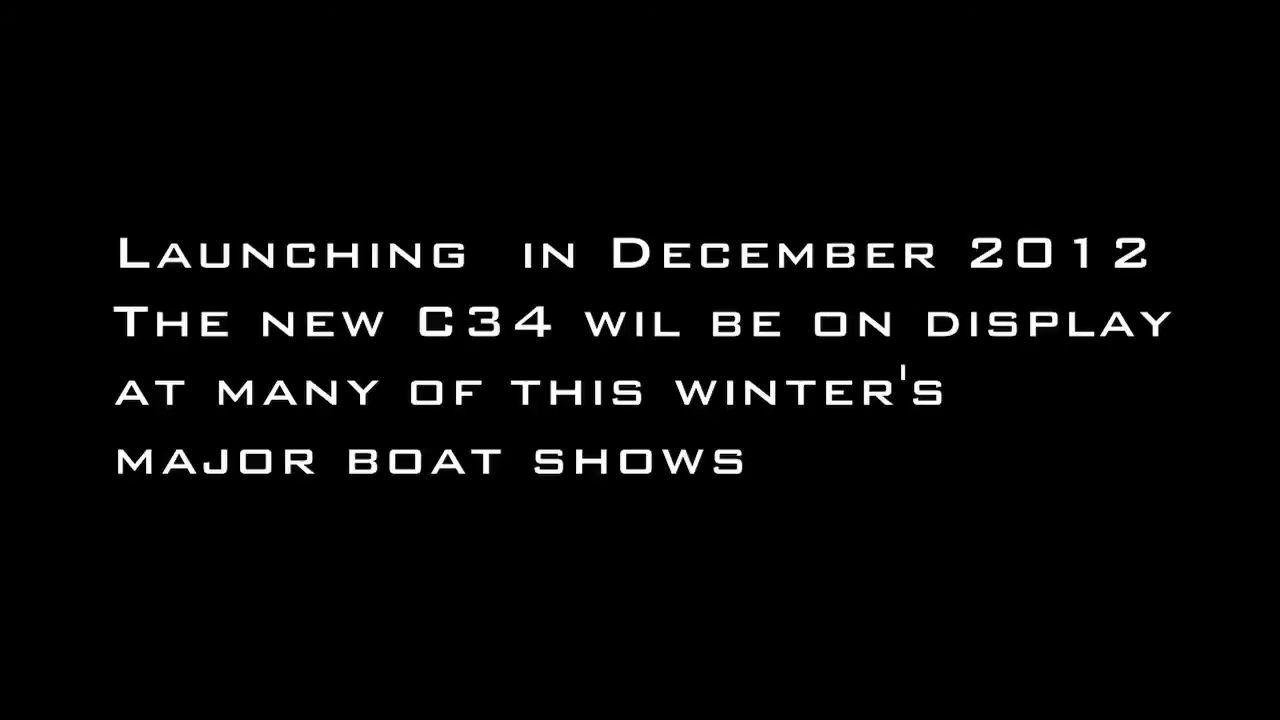 Launching  in December 2012
The new C34 wil be on display
at many of this winter's
major boat shows